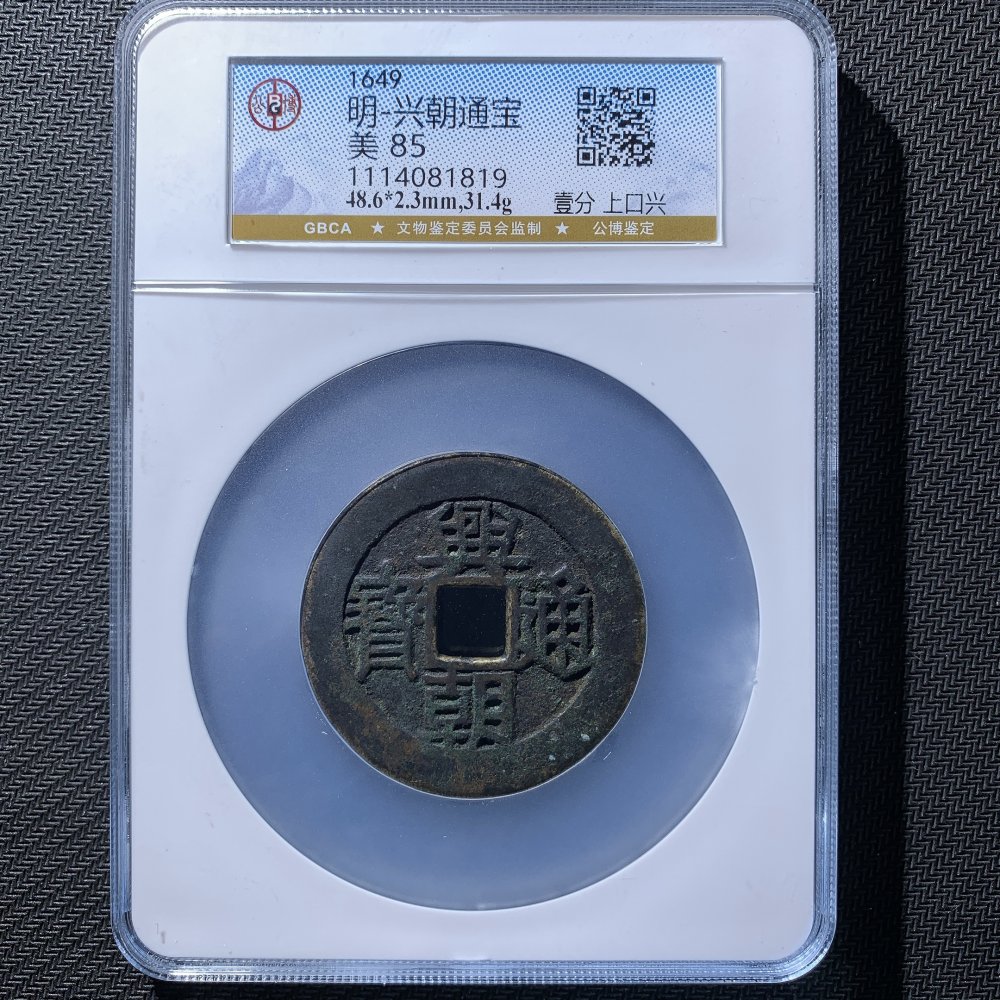 1649
明-兴朝通宝
美 85
1114081819
48.6*2.3mm,31.4g 壹分 上口兴
GBCA ★ 文物鉴定委员会监制 ★ 公博鉴定
興朝通寶